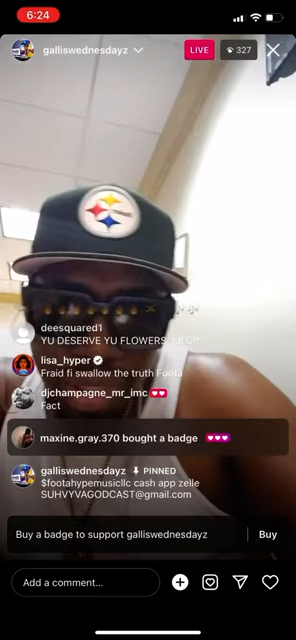 6:24
galliswednesdayz
LIVE
327
deesquared1
YU DESERVE YU FLOWERS, MI G!!
lisa_hyper
Fraid fi swallow the truth Foota
djchampagne_mr_imc
Fact
maxine.gray.370 bought a badge
galliswednesdayz PINNED
$footahypemusicllc cash app zelle
SUHVYVAGODCAST@gmail.com
Buy a badge to support galliswednesdayz
Buy
Add a comment...